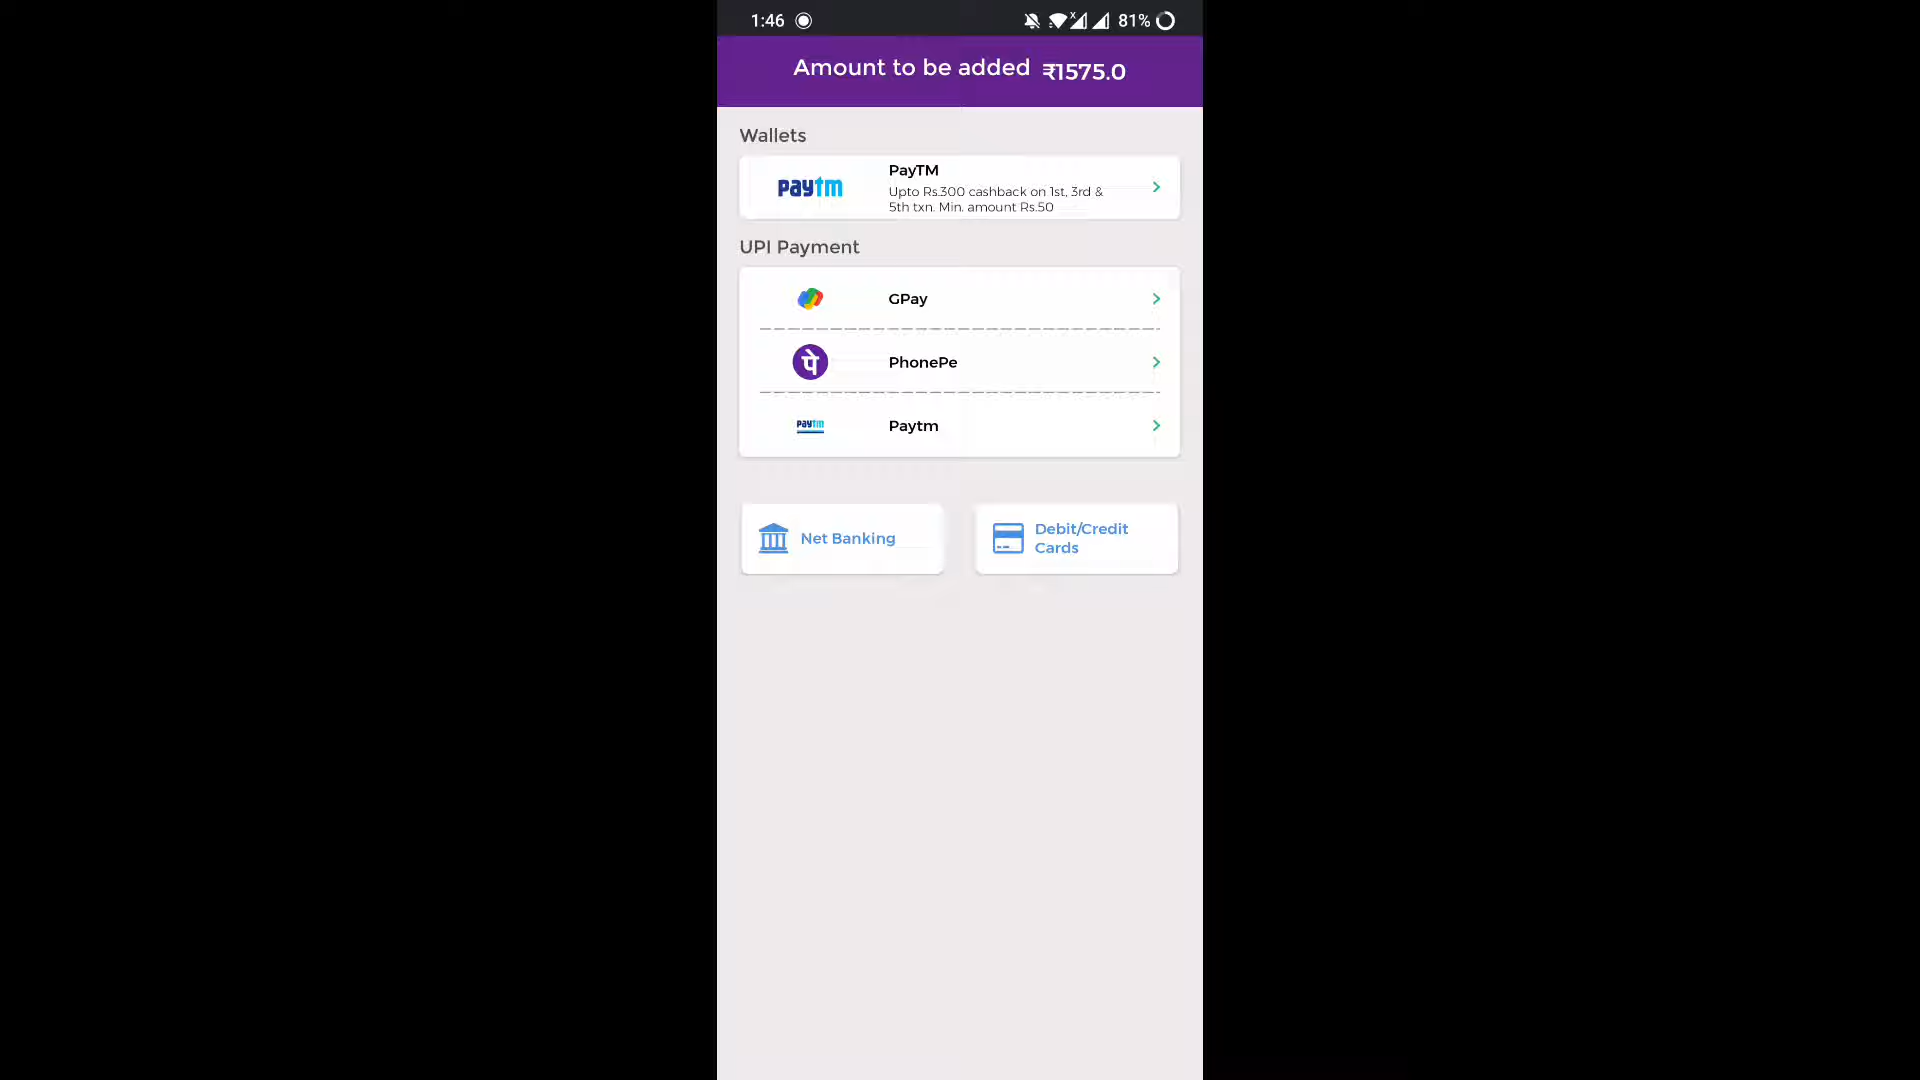 1:46
81%
Amount to be added ₹1575.0
Wallets
paytm
PayTM
Upto Rs.300 cashback on 1st, 3rd &
5th txn. Min. amount Rs.50
UPI Payment
GPay
पे
PhonePe
paytm
Paytm
Net Banking
Debit/Credit
Cards